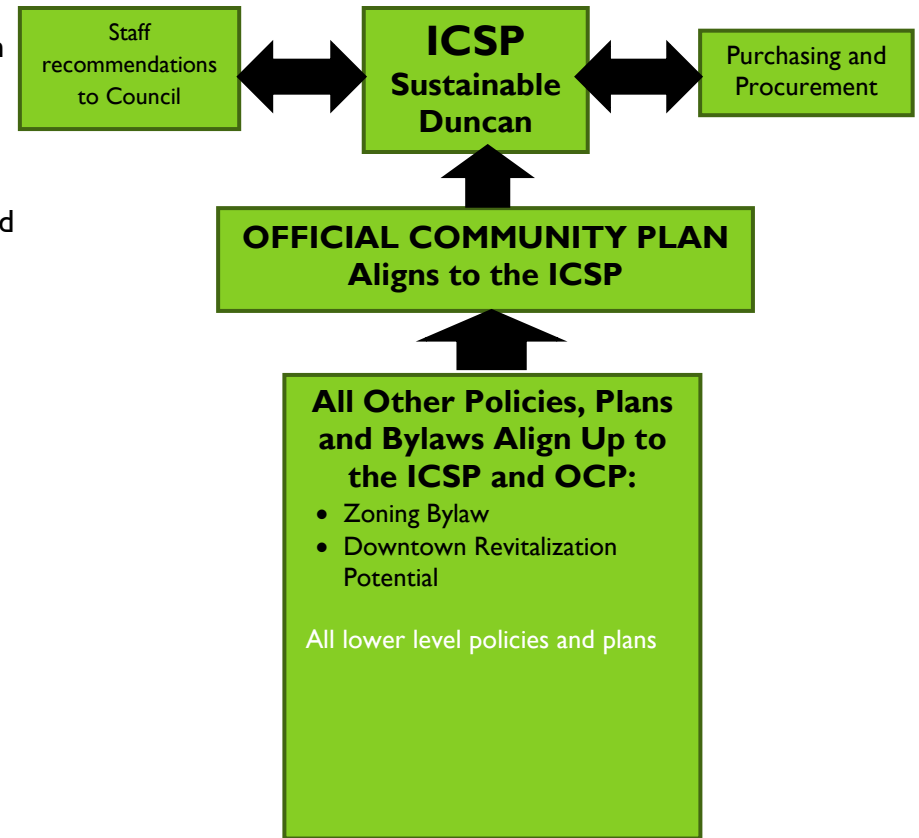 Staff
recommendations
to Council
ICSP
Sustainable
Duncan
Purchasing and
Procurement
OFFICIAL COMMUNITY PLAN
Aligns to the ICSP
All Other Policies, Plans
and Bylaws Align Up to
the ICSP and OCP:
• Zoning Bylaw
• Downtown Revitalization
Potential
All lower level policies and plans